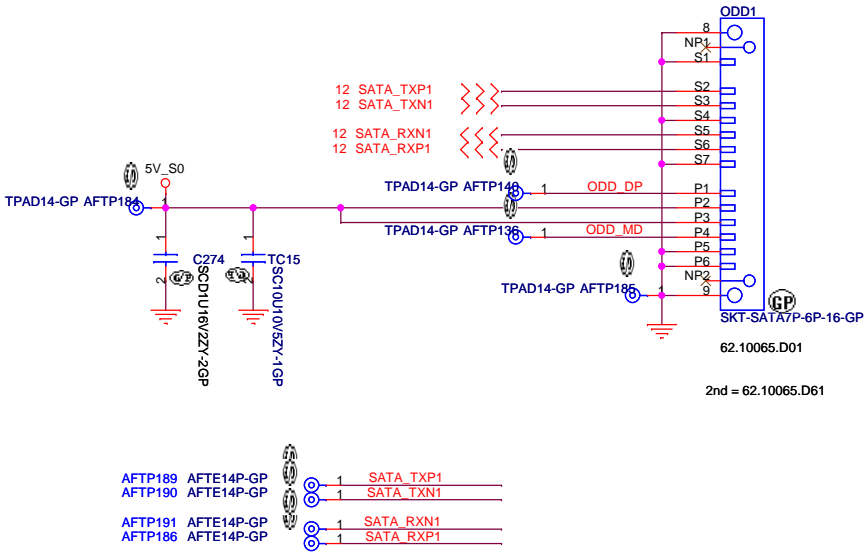 ODD1
8
NP1
S1
12 SATA_TXP1 S2
12 SATA_TXN1 S3
S4
12 SATA_RXN1 S5
12 SATA_RXP1 S6
S7
5V_S0
TPAD14-GP AFTP140 1 ODD_DP P1
TPAD14-GP AFTP184 1 P2
P3
TPAD14-GP AFTP136 1 ODD_MD P4
P5
P6
NP2
TPAD14-GP AFTP185 1 9
1 C274 2
SCD1U16V2ZY-2GP
1 TC15 2
SC10U10V5ZY-1GP
GP
SKT-SATA7P-6P-16-GP
62.10065.D01
2nd = 62.10065.D61
AFTP189 AFTE14P-GP 1 SATA_TXP1
AFTP190 AFTE14P-GP 1 SATA_TXN1
AFTP191 AFTE14P-GP 1 SATA_RXN1
AFTP186 AFTE14P-GP 1 SATA_RXP1